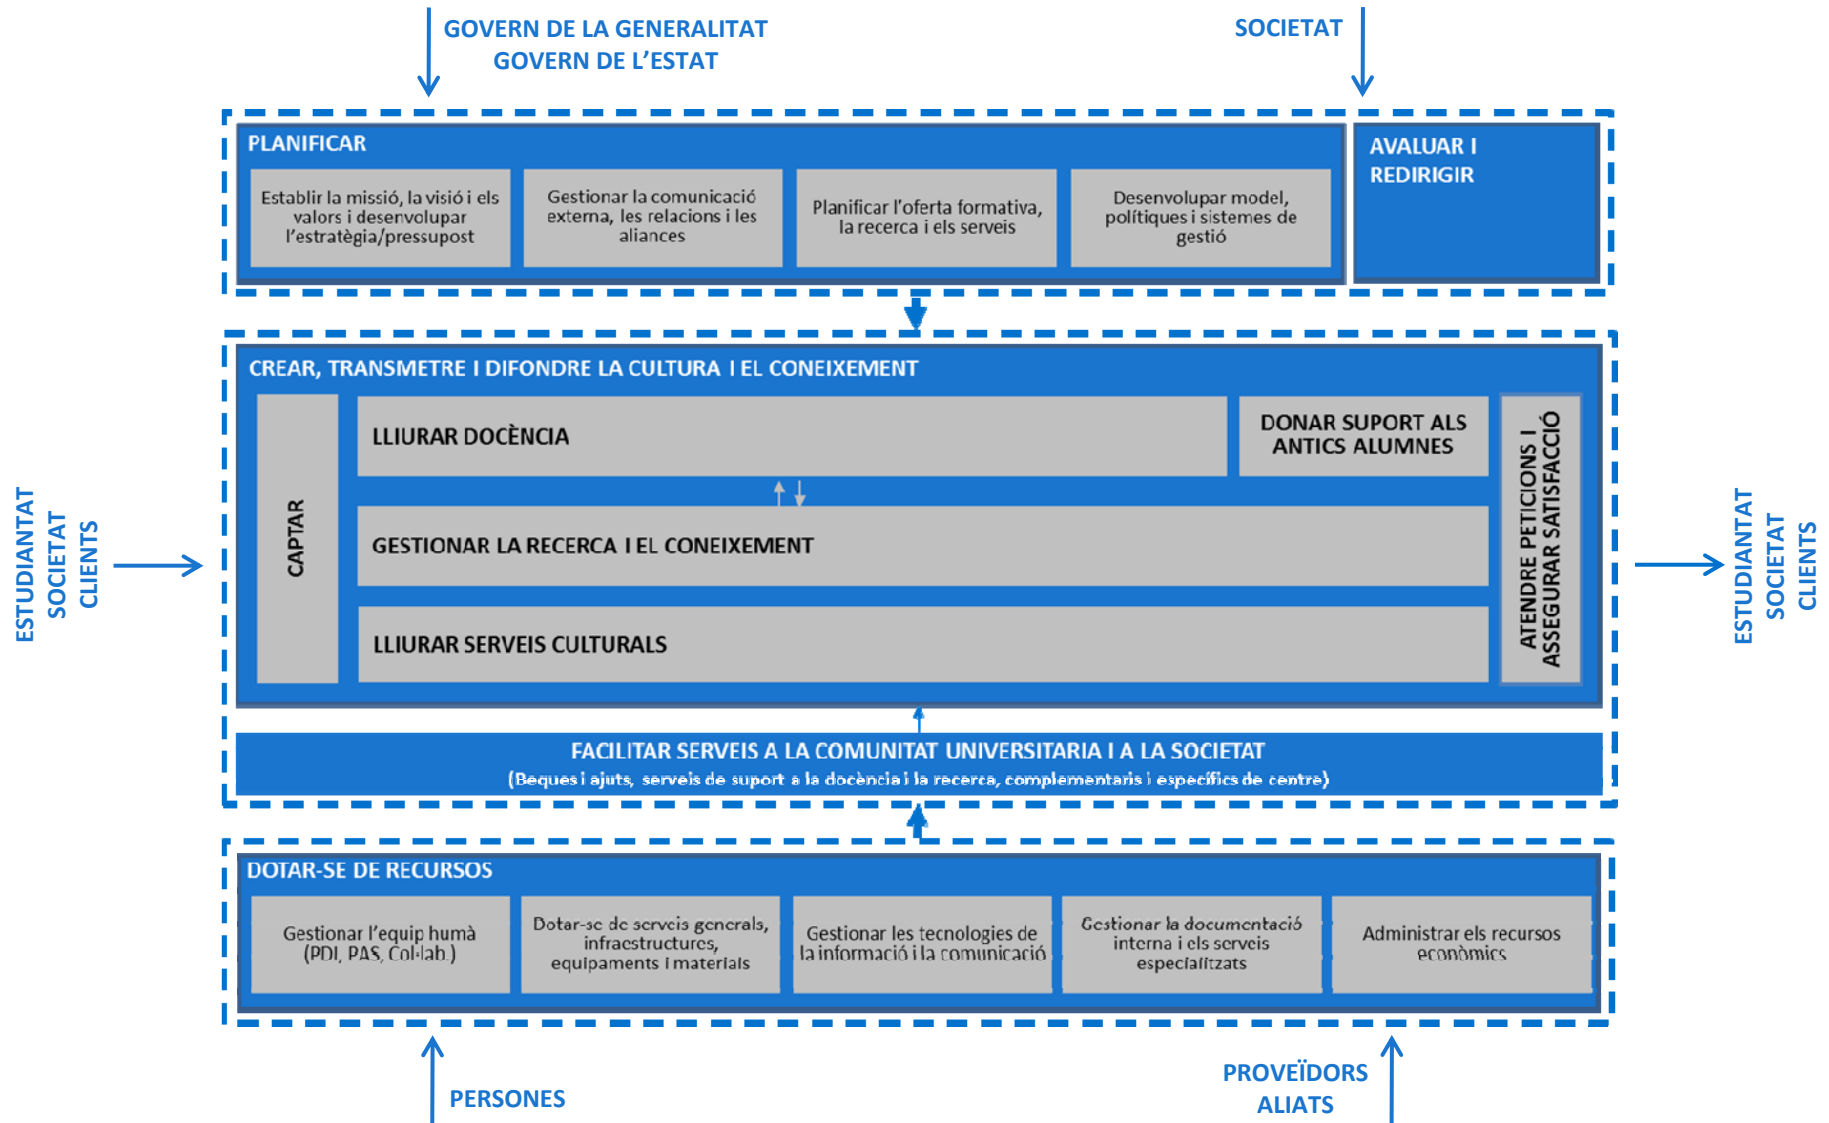 GOVERN DE LA GENERALITAT
GOVERN DE L’ESTAT
SOCIETAT
PLANIFICAR
Establir la missió, la visió i els
valors i desenvolupar
l’estratègia/pressupost
Gestionar la comunicació
externa, les relacions i les
aliances
Planificar l’oferta formativa,
la recerca i els serveis
Desenvolupar model,
polítiques i sistemes de
gestió
AVALUAR I
REDIRIGIR
ESTUDIANTAT
SOCIETAT
CLIENTS
CREAR, TRANSMETRE I DIFONDRE LA CULTURA I EL CONEIXEMENT
CAPTAR
LLIURAR DOCÈNCIA
DONAR SUPORT ALS
ANTICS ALUMNES
GESTIONAR LA RECERCA I EL CONEIXEMENT
LLIURAR SERVEIS CULTURALS
ATENDRE PETICIONS I
ASSEGURAR SATISFACCIÓ
ESTUDIANTAT
SOCIETAT
CLIENTS
FACILITAR SERVEIS A LA COMUNITAT UNIVERSITARIA I A LA SOCIETAT
(Beques i ajuts, serveis de suport a la docència i la recerca, complementaris i específics de centre)
DOTAR-SE DE RECURSOS
Gestionar l’equip humà
(PDI, PAS, Col·lab.)
Dotar-se de serveis generals,
infraestructures,
equipaments i materials
Gestionar les tecnologies de
la informació i la comunicació
Gestionar la documentació
interna i els serveis
especialitzats
Administrar els recursos
econòmics
PERSONES
PROVEÏDORS
ALIATS